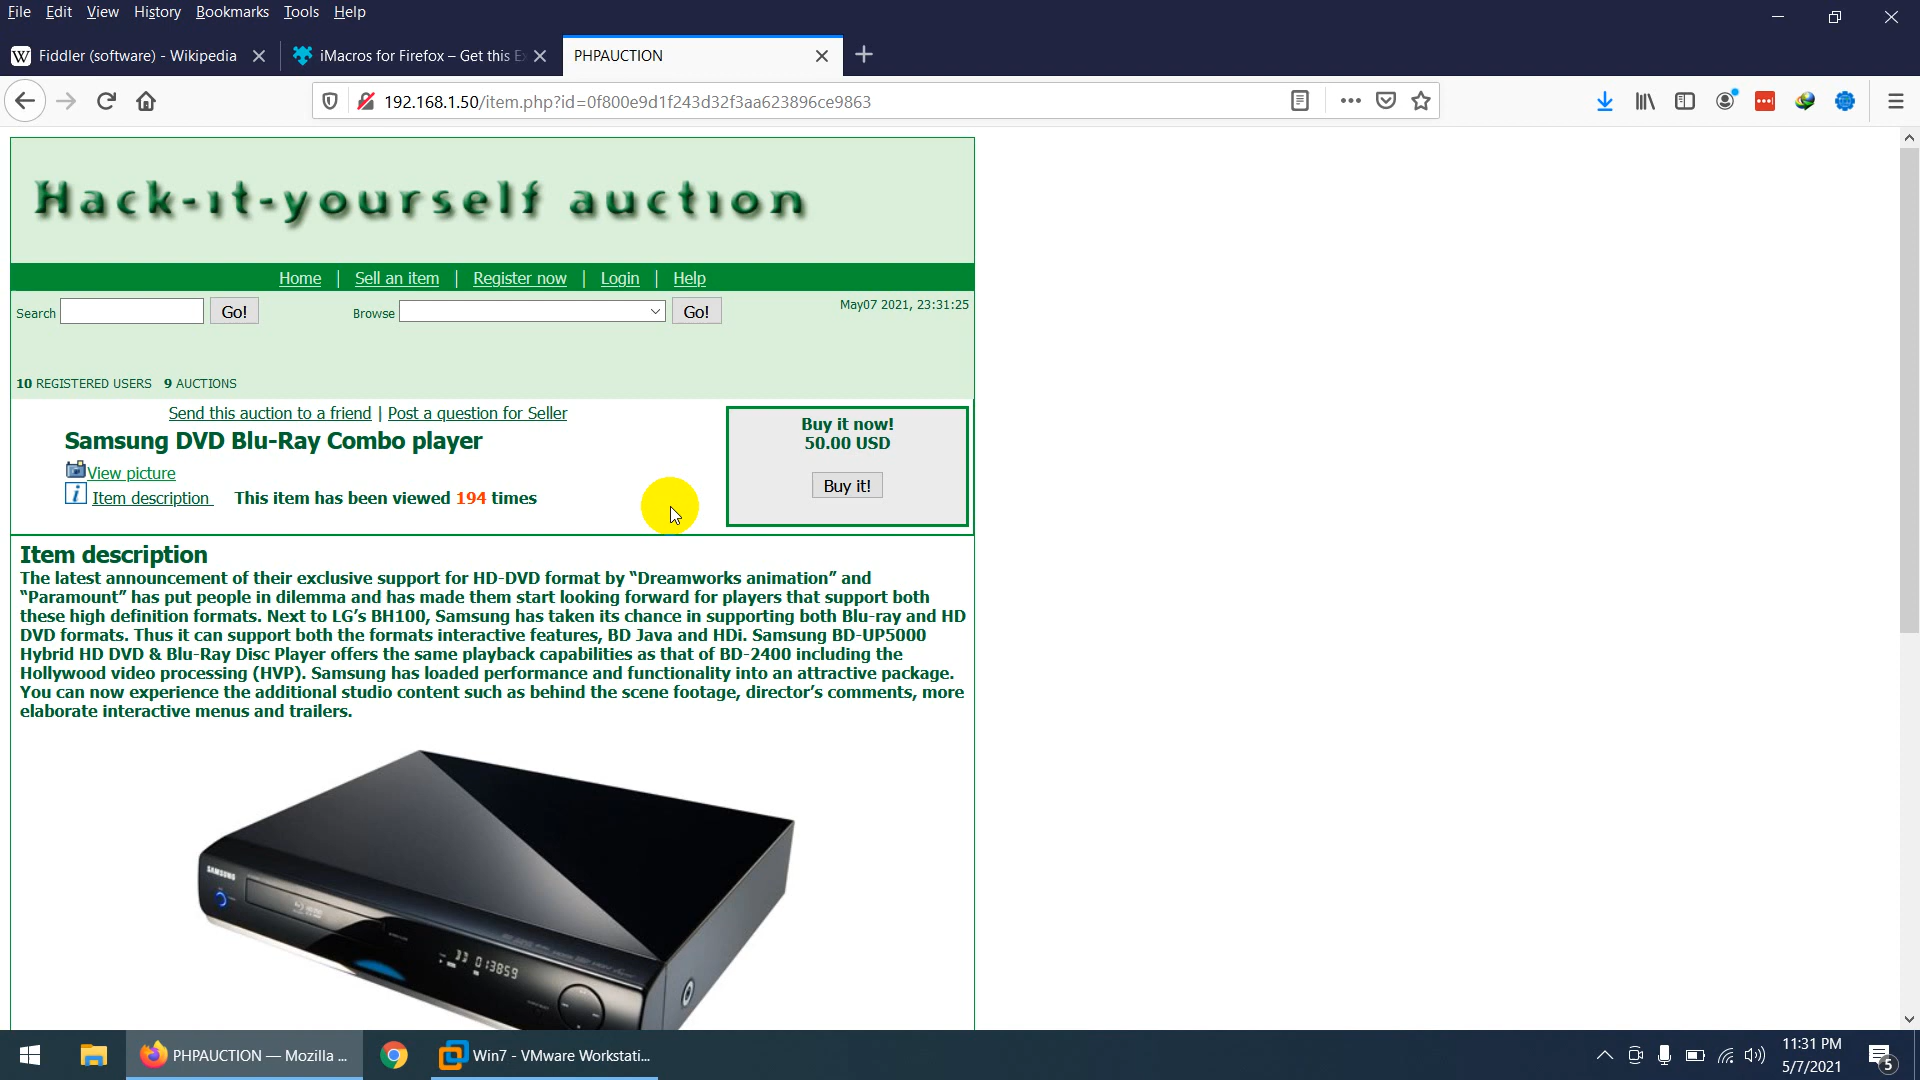 File Edit View History Bookmarks Tools Help
Fiddler (software) - Wikipedia
iMacros for Firefox – Get this Ex
PHPAUCTION
192.168.1.50/item.php?id=0f800e9d1f243d32f3aa623896ce9863
Hack-it-yourself auction
Home | Sell an item | Register now | Login | Help
Search Go! Browse Go! May07 2021, 23:31:25
10 REGISTERED USERS 9 AUCTIONS
Send this auction to a friend | Post a question for Seller
Samsung DVD Blu-Ray Combo player
View picture
Item description This item has been viewed 194 times
Buy it now!
50.00 USD
Buy it!
Item description
The latest announcement of their exclusive support for HD-DVD format by “Dreamworks animation” and
“Paramount” has put people in dilemma and has made them start looking forward for players that support both
these high definition formats. Next to LG’s BH100, Samsung has taken its chance in supporting both Blu-ray and HD
DVD formats. Thus it can support both the formats interactive features, BD Java and HDi. Samsung BD-UP5000
Hybrid HD DVD & Blu-Ray Disc Player offers the same playback capabilities as that of BD-2400 including the
Hollywood video processing (HVP). Samsung has loaded performance and functionality into an attractive package.
You can now experience the additional studio content such as behind the scene footage, director’s comments, more
elaborate interactive menus and trailers.
SAMSUNG
PHPAUCTION — Mozilla ...
Win7 - VMware Workstati...
11:31 PM
5/7/2021
5